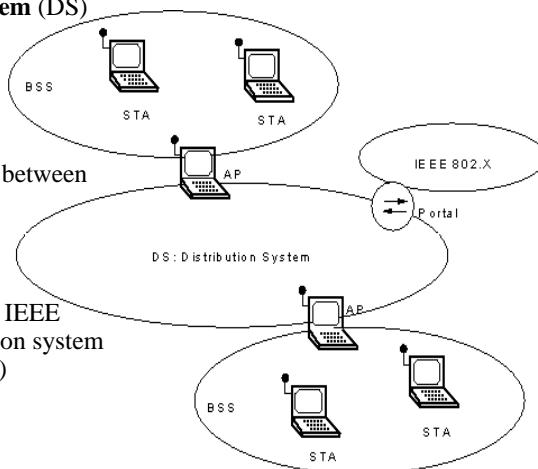 em (DS)
BSS
STA
STA
between
AP
IEEE 802.X
Portal
DS: Distribution System
IEEE
AP
on system
)
BSS
STA
STA